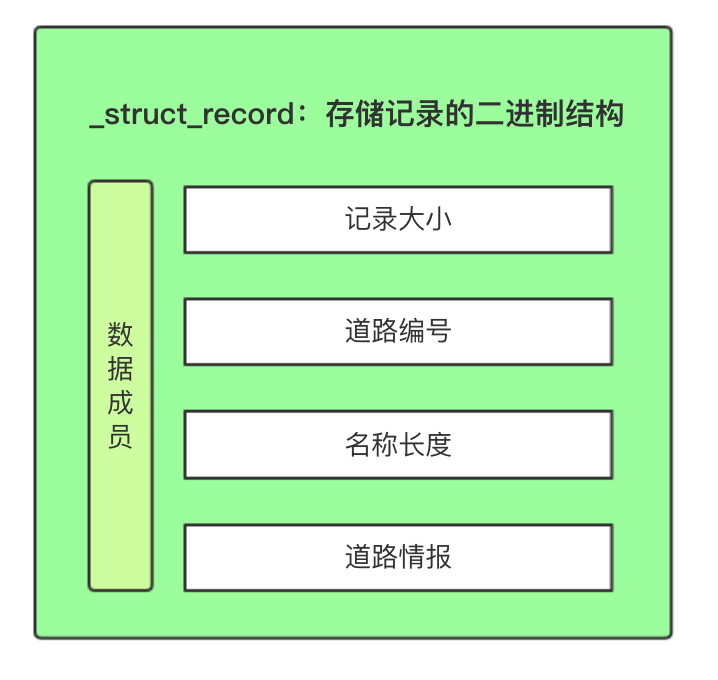 _struct_record：存储记录的二进制结构
数据成员
记录大小
道路编号
名称长度
道路情报